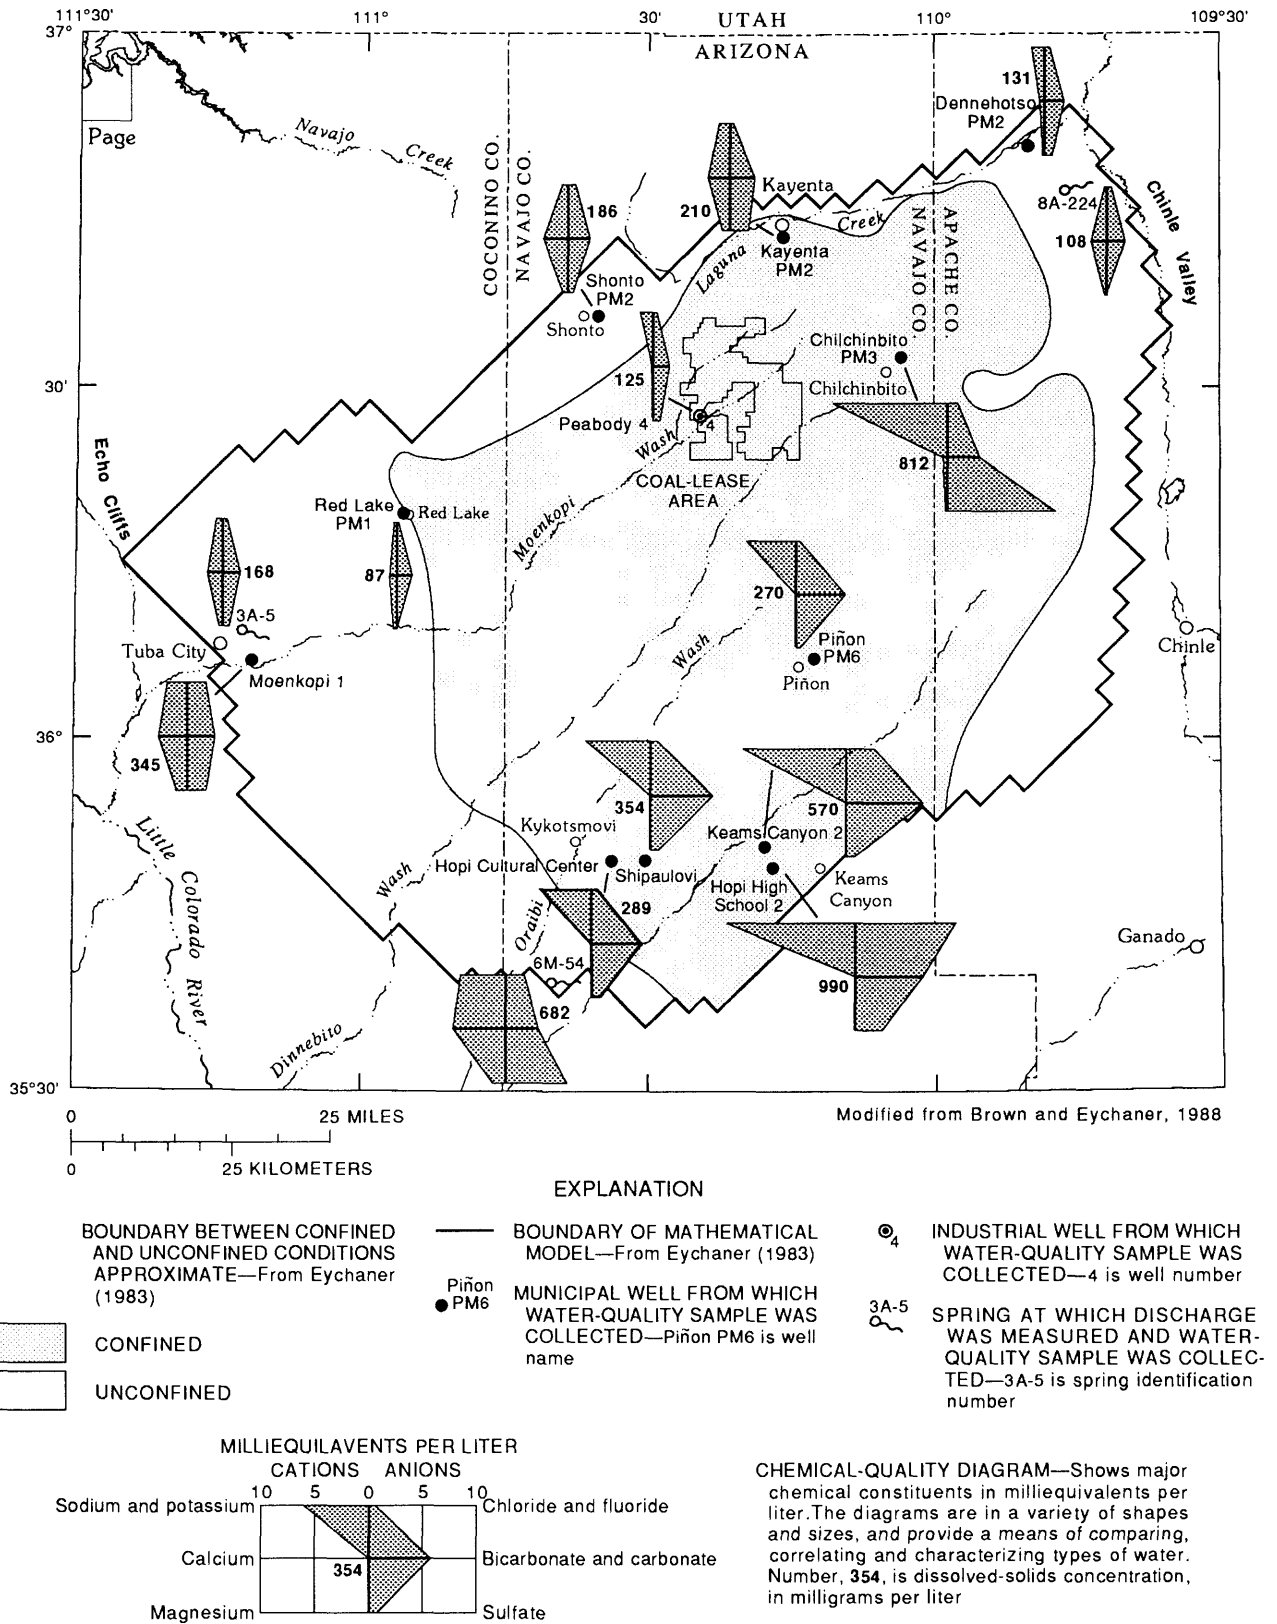 111°30'
111°
30'
UTAH
110°
109°30'
37°
ARIZONA
131
Dennehotso
PM2
Page
Navajo
Creek
COCONINO CO.
NAVAJO CO.
186
210
Kayenta
8A-224
108
Chinle Valley
Creek
Kayenta
PM2
Laguna
APACHE CO.
NAVAJO CO.
Shonto
PM2
Shonto
Chilchinbito
PM3
Chilchinbito
30'
125
Peabody 4
4
Wash
COAL-LEASE
AREA
812
Echo Cliffs
Red Lake
PM1
Red Lake
Moenkopi
168
87
270
3A-5
Tuba City
Moenkopi 1
Wash
Piñon
PM6
Piñon
Chinle
36°
345
354
570
Little Colorado River
Kykotsmovi
Keams Canyon 2
Hopi Cultural Center
Shipaulovi
Hopi High
School 2
Keams
Canyon
Wash
289
Oraibi
Ganado
6M-54
990
682
Dinnebito
35°30'
0
25 MILES
Modified from Brown and Eychaner, 1988
0
25 KILOMETERS
EXPLANATION
BOUNDARY BETWEEN CONFINED
AND UNCONFINED CONDITIONS
APPROXIMATE—From Eychaner
(1983)
CONFINED
UNCONFINED
BOUNDARY OF MATHEMATICAL
MODEL—From Eychaner (1983)
Piñon
PM6
MUNICIPAL WELL FROM WHICH
WATER-QUALITY SAMPLE WAS
COLLECTED—Piñon PM6 is well
name
4
INDUSTRIAL WELL FROM WHICH
WATER-QUALITY SAMPLE WAS
COLLECTED—4 is well number
3A-5
SPRING AT WHICH DISCHARGE
WAS MEASURED AND WATER-
QUALITY SAMPLE WAS COLLEC-
TED—3A-5 is spring identification
number
MILLIEQUILAVENTS PER LITER
CATIONS ANIONS
10 5 0 5 10
Sodium and potassium
Chloride and fluoride
Calcium
Bicarbonate and carbonate
354
Magnesium
Sulfate
CHEMICAL-QUALITY DIAGRAM—Shows major
chemical constituents in milliequivalents per
liter.The diagrams are in a variety of shapes
and sizes, and provide a means of comparing,
correlating and characterizing types of water.
Number, 354, is dissolved-solids concentration,
in milligrams per liter